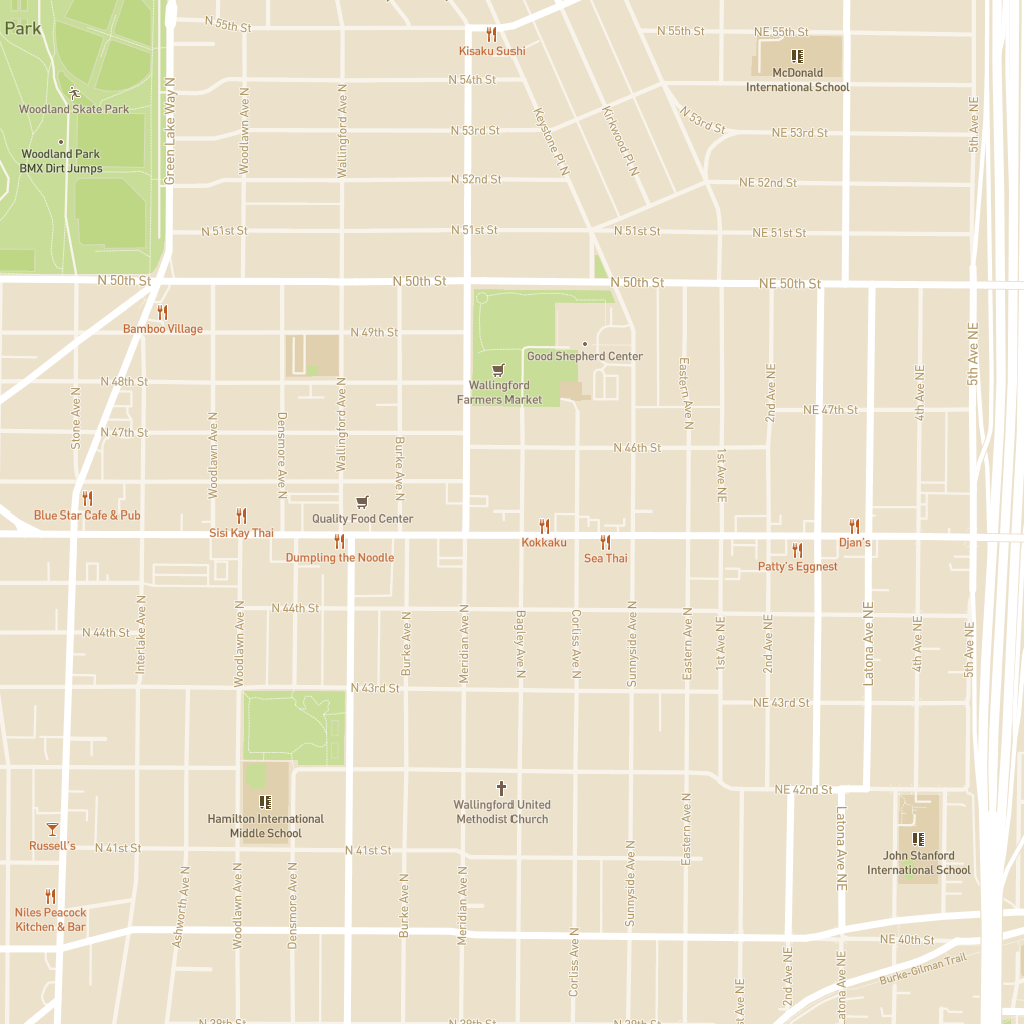 Park
N 55th St
Kisaku Sushi
N 55th St
NE 55th St
McDonald
International School
N 54th St
Woodland Skate Park
Woodland Park
BMX Dirt Jumps
Green Lake Way N
Woodlawn Ave N
Wallingford Ave N
N 53rd St
Keystone Pl N
Kirkwood Pl N
N 53rd St
NE 53rd St
5th Ave NE
N 52nd St
NE 52nd St
N 51st St
N 51st St
N 51st St
NE 51st St
N 50th St
N 50th St
N 50th St
NE 50th St
Bamboo Village
N 49th St
Good Shepherd Center
5th Ave NE
Wallingford
Farmers Market
N 48th St
Stone Ave N
Wallingford Ave N
Eastern Ave N
2nd Ave NE
4th Ave NE
NE 47th St
N 47th St
Woodlawn Ave N
Densmore Ave N
Burke Ave N
N 46th St
1st Ave NE
Blue Star Cafe & Pub
Sisi Kay Thai
Quality Food Center
Dumpling the Noodle
Kokkaku
Sea Thai
Djan's
Patty's Eggnest
N 44th St
N 44th St
Interlake Ave N
Woodlawn Ave N
Burke Ave N
Meridian Ave N
Bagley Ave N
Corliss Ave N
Sunnyside Ave N
Eastern Ave N
1st Ave NE
2nd Ave NE
Latona Ave NE
4th Ave NE
5th Ave NE
N 43rd St
NE 43rd St
NE 42nd St
Wallingford United
Methodist Church
Hamilton International
Middle School
Russell's
Eastern Ave N
Latona Ave NE
John Stanford
International School
N 41st St
N 41st St
Niles Peacock
Kitchen & Bar
Ashworth Ave N
Woodlawn Ave N
Densmore Ave N
Burke Ave N
Meridian Ave N
Sunnyside Ave N
Corliss Ave N
NE 40th St
Burke-Gilman Trail
2nd Ave NE
Latona Ave N
st Ave NE
N 39th St
N 38th St
N 39th St